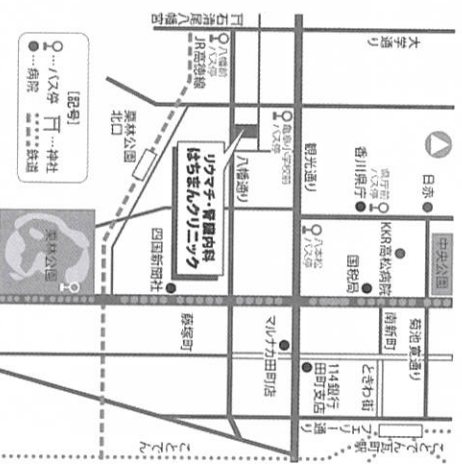 日赤
中央公園
菊池寛通り
県庁前
バス停
香川県庁
KKR高松病院
国税局
南新町
ときわ街
ことでん
瓦町駅
フェリー通り
114銀行
田町支店
マルナカ田町店
八本松
バス停
観光通り
大学通り
亀阜小学校前
バス停
八幡通り
リウマチ・腎臓内科
はちまんクリニック
四国新聞社
藤塚町
石清尾八幡宮
八幡前
バス停
JR高徳線
栗林公園
北口
栗林公園
ことでん
[記号]
…バス停
…神社
…病院
…鉄道